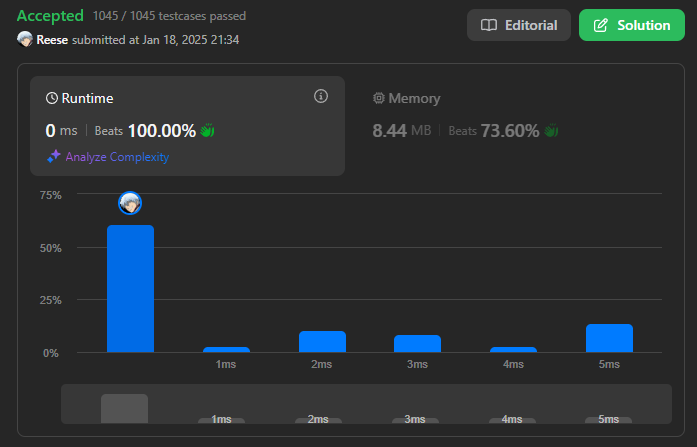 Accepted 1045 / 1045 testcases passed
Editorial
Solution
Reese submitted at Jan 18, 2025 21:34
Runtime
0 ms | Beats 100.00%
Analyze Complexity
Memory
8.44 MB | Beats 73.60%
75%
50%
25%
0%
1ms 2ms 3ms 4ms 5ms
1ms 2ms 3ms 4ms 5ms